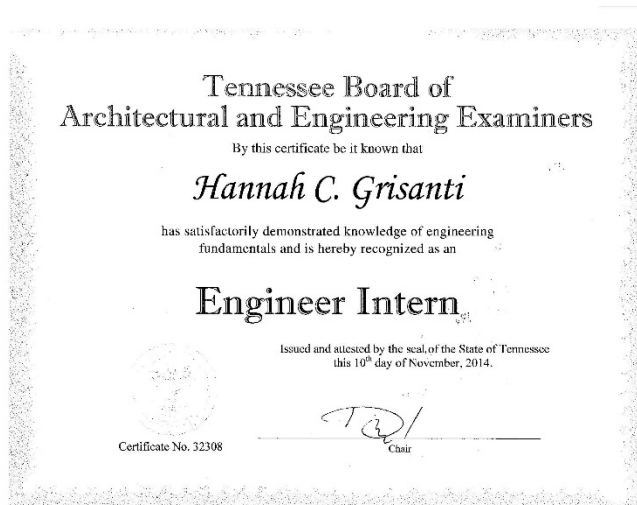 Tennessee Board of
Architectural and Engineering Examiners
By this certificate be it known that
Hannah C. Grisanti
has satisfactorily demonstrated knowledge of engineering
fundamentals and is hereby recognized as an
Engineer Intern
Issued and attested by the seal of the State of Tennessee
this 10th day of November, 2014.
Certificate No. 32308
Chair